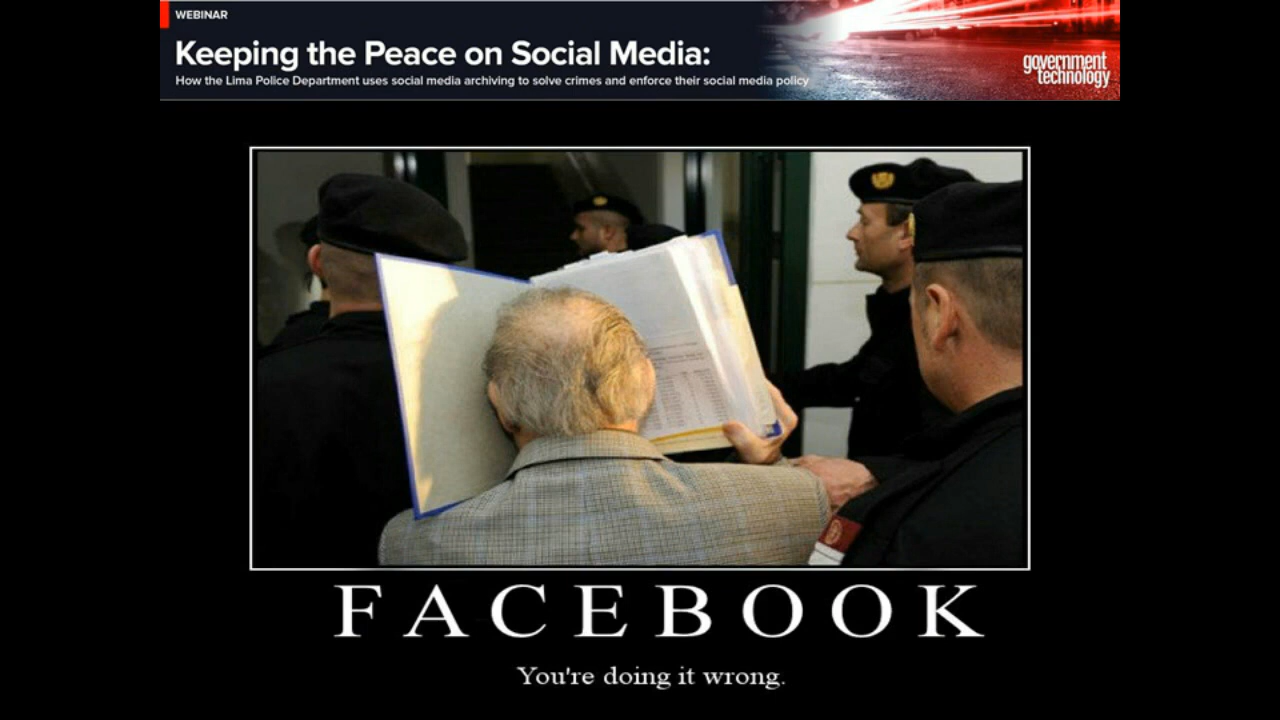 WEBINAR
Keeping the Peace on Social Media:
How the Lima Police Department uses social media archiving to solve crimes and enforce their social media policy
government
technology
FACEBOOK
You're doing it wrong.